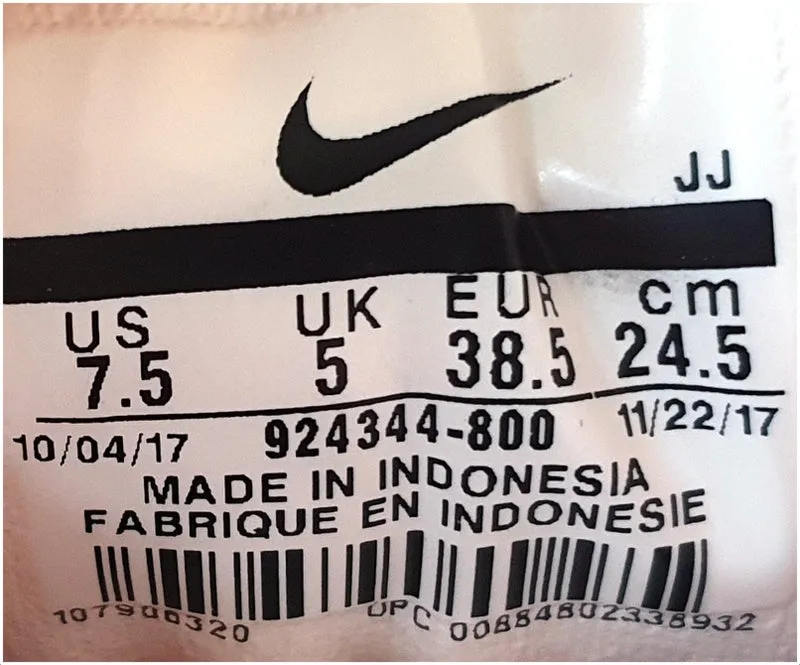 JJ
US UK EUR cm
7.5 5 38.5 24.5
10/04/17 924344-800 11/22/17
MADE IN INDONESIA
FABRIQUE EN INDONESIE
107906320 UPC 00884802338932